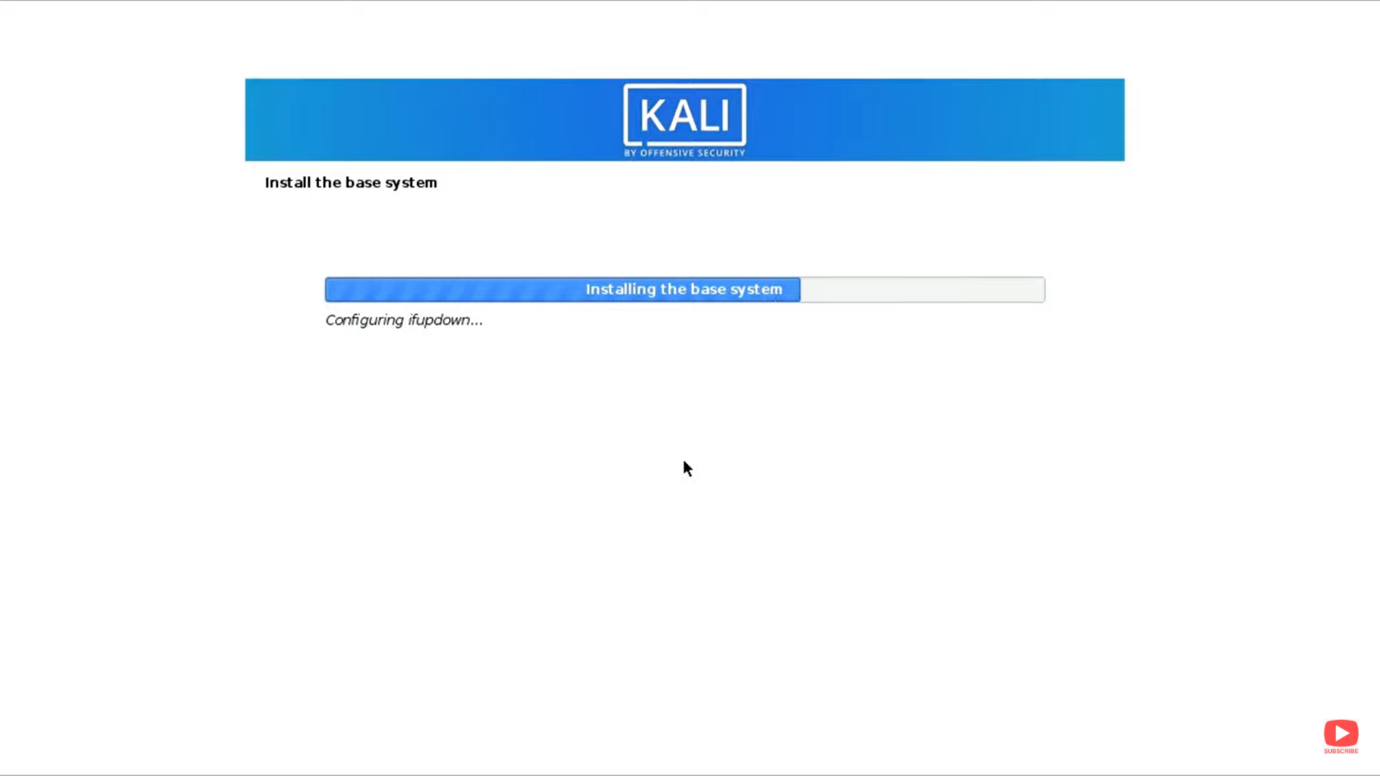 KALI
BY OFFENSIVE SECURITY
Install the base system
Installing the base system
Configuring ifupdown...
SUBSCRIBE